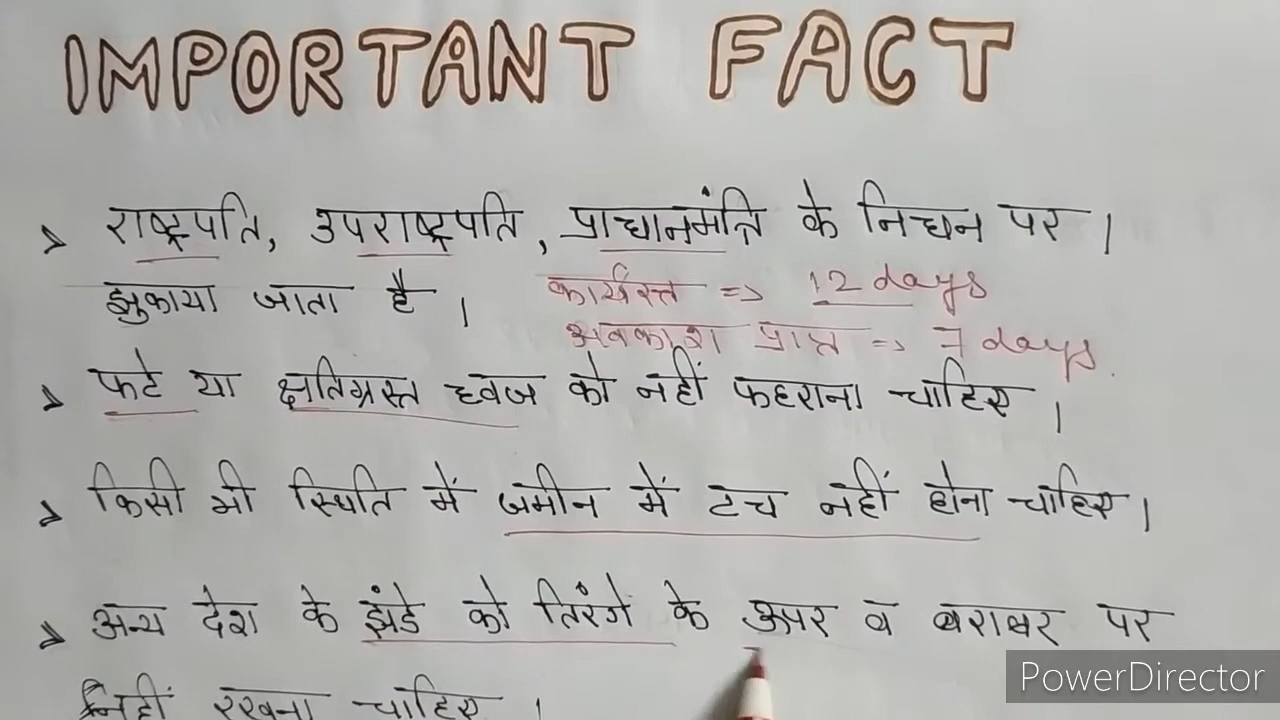 IMPORTANT FACT
राष्ट्रपति, उपराष्ट्रपति, प्राधानमंत्रि के निधन पर।
झुकाया जाता है। कार्यरत => 12 days
अवकाश प्राप्त => 7 days.
फटे या क्षतिग्रस्त ध्वज को नहीं फहराना चाहिए।
किसी भी स्थिति में जमीन में टच नहीं होना चाहिए।
अन्य देश के झंडे को तिरंगे के ऊपर व बराबर पर
नहीं रखना चाहिए।
PowerDirector